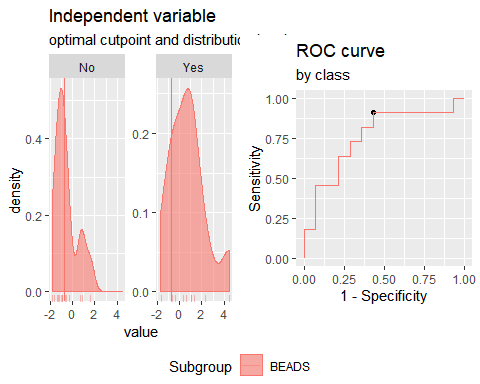 Independent variable
optimal cutpoint and distributio
No
Yes
density
0.4
0.2
0.0
0.2
0.1
0.0
-2 0 2 4
-2 0 2 4
value
ROC curve
by class
Sensitivity
1.00
0.75
0.50
0.25
0.00
0.00 0.25 0.50 0.75 1.00
1 - Specificity
Subgroup BEADS